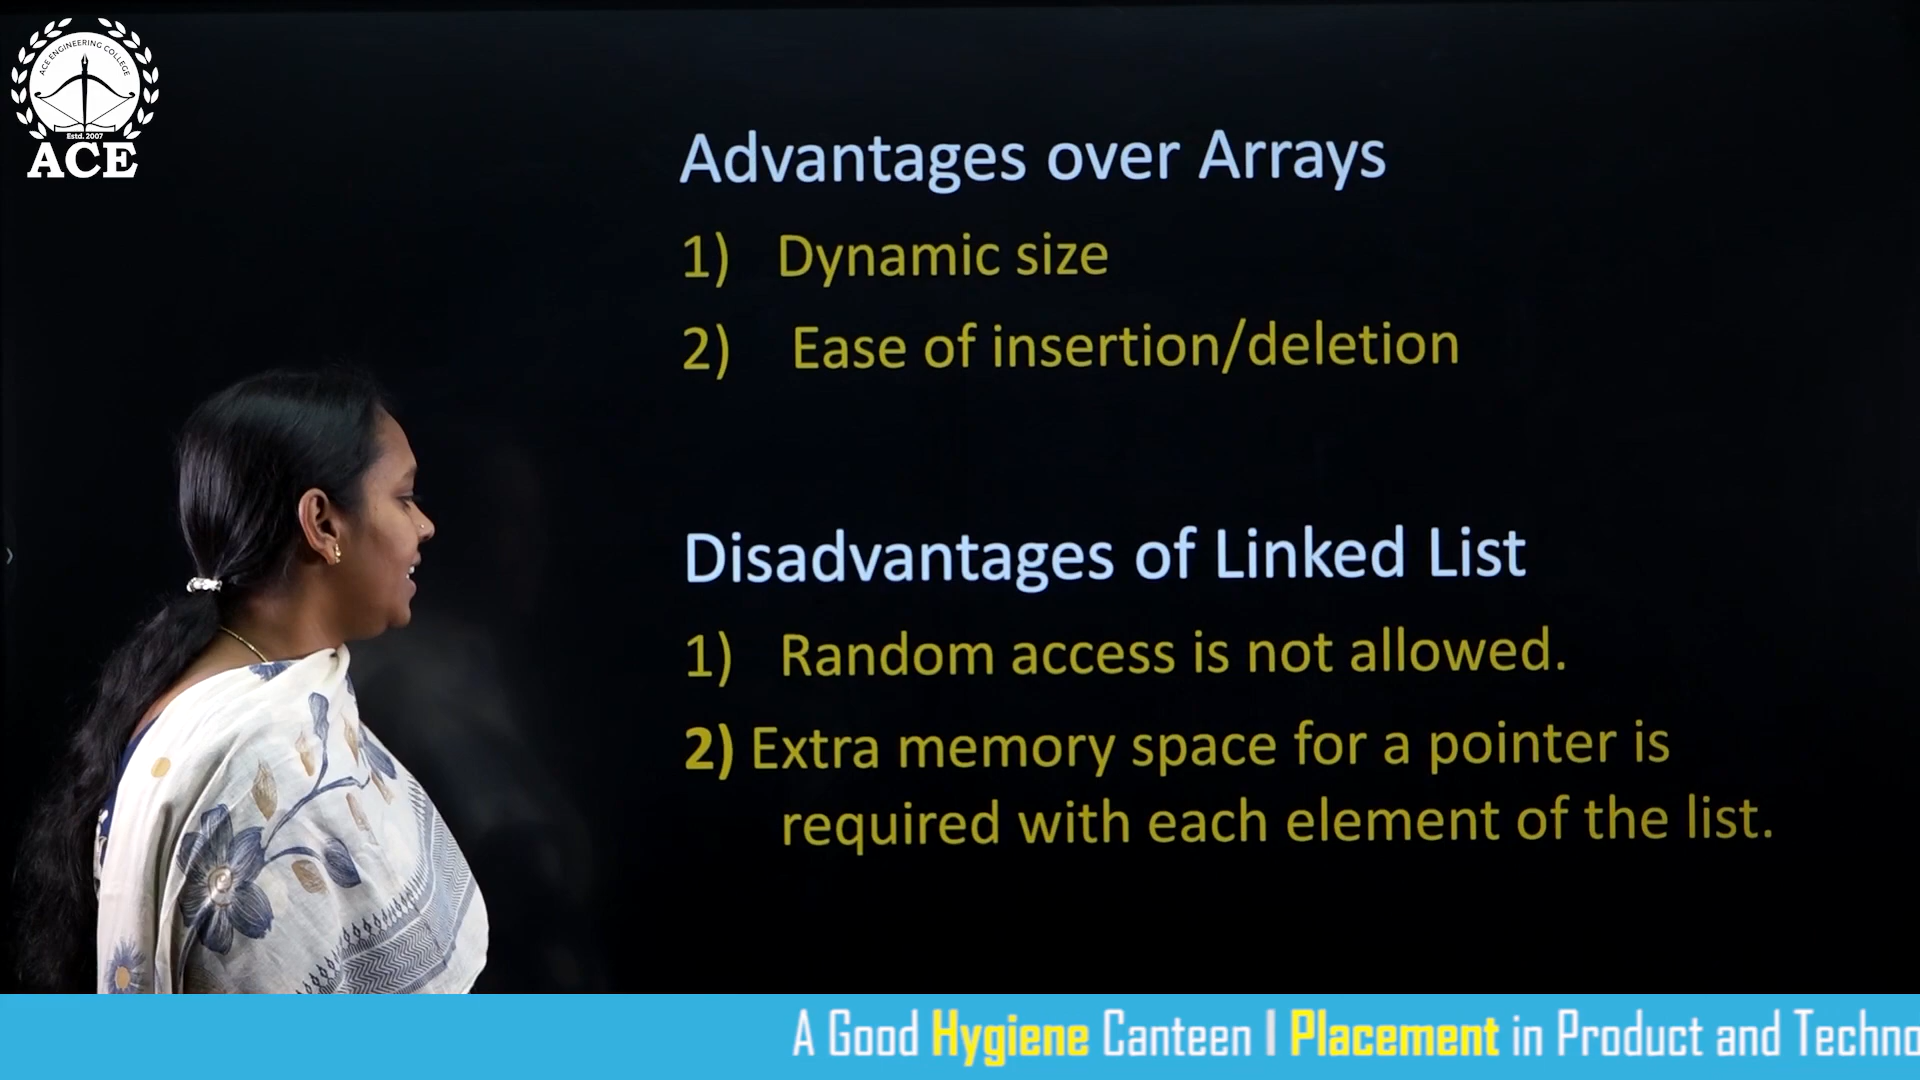 ACE ENGINEERING COLLEGE
Estd. 2007
ACE
Advantages over Arrays
1) Dynamic size
2) Ease of insertion/deletion
Disadvantages of Linked List
1) Random access is not allowed.
2) Extra memory space for a pointer is
required with each element of the list.
A Good Hygiene Canteen I Placement in Product and Techno